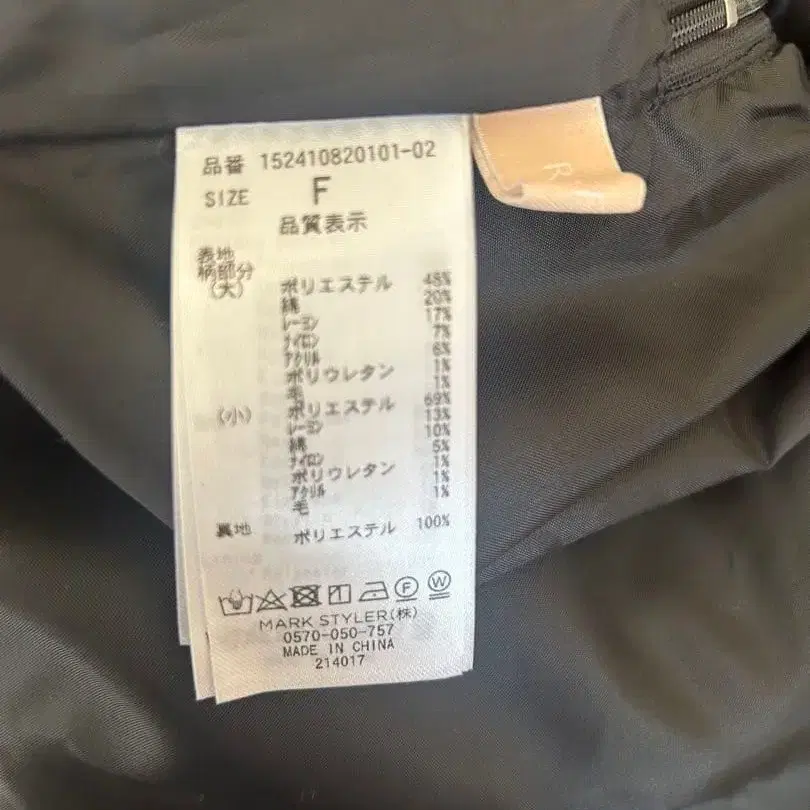 品番 152410820101-02
SIZE F
品質表示
表地
柄部分
(大) ポリエステル 48%
綿 20%
レーヨン 17%
ナイロン 7%
アクリル 6%
ポリウレタン 1%
毛 1%
(小) ポリエステル 69%
レーヨン 13%
綿 10%
ナイロン 5%
ポリウレタン 1%
アクリル 1%
毛 1%
裏地 ポリエステル 100%
F W
MARK STYLER(株)
0570-050-757
MADE IN CHINA
214017
R